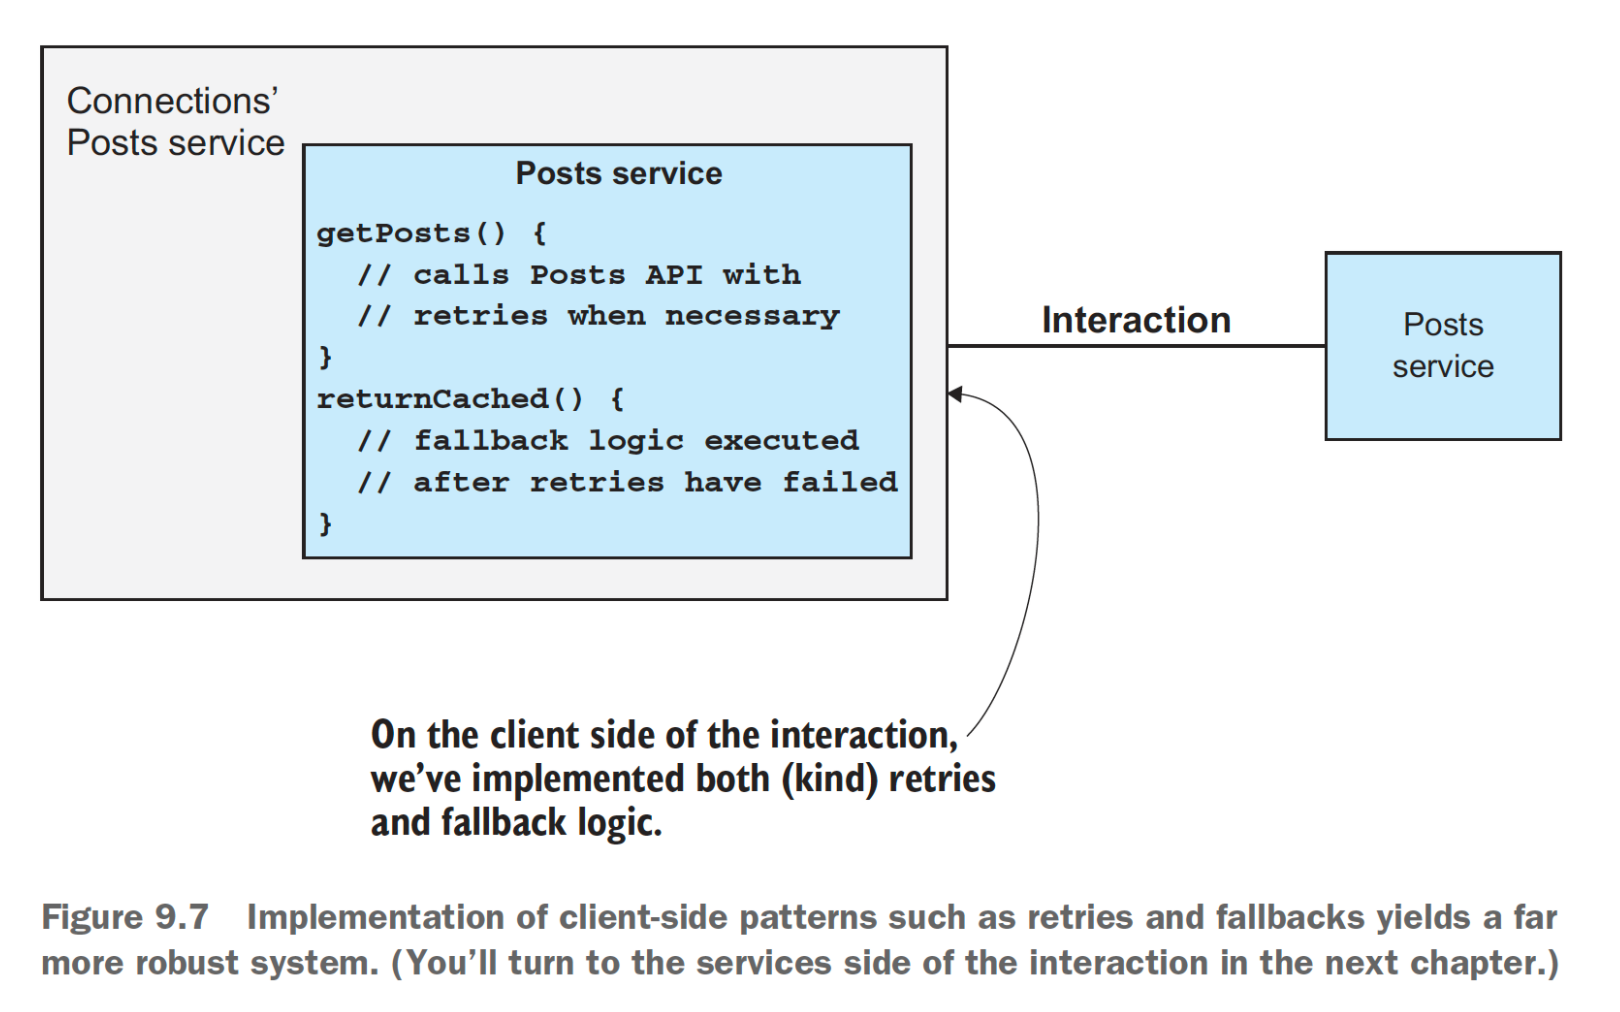 Connections’
Posts service
Posts service
getPosts() {
// calls Posts API with
// retries when necessary
}
returnCached() {
// fallback logic executed
// after retries have failed
}
Interaction
Posts
service
On the client side of the interaction,
we’ve implemented both (kind) retries
and fallback logic.
Figure 9.7 Implementation of client-side patterns such as retries and fallbacks yields a far
more robust system. (You’ll turn to the services side of the interaction in the next chapter.)